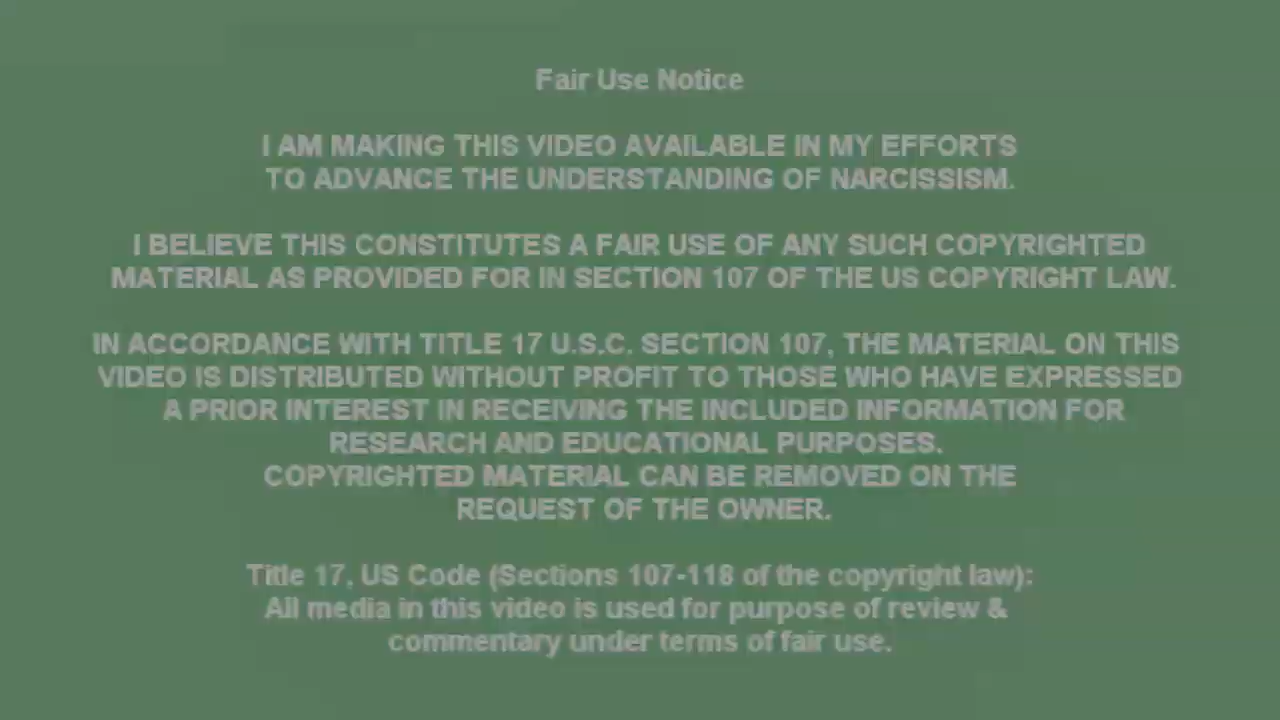 Fair Use Notice
I AM MAKING THIS VIDEO AVAILABLE IN MY EFFORTS
TO ADVANCE THE UNDERSTANDING OF NARCISSISM.
I BELIEVE THIS CONSTITUTES A FAIR USE OF ANY SUCH COPYRIGHTED
MATERIAL AS PROVIDED FOR IN SECTION 107 OF THE US COPYRIGHT LAW.
IN ACCORDANCE WITH TITLE 17 U.S.C. SECTION 107, THE MATERIAL ON THIS
VIDEO IS DISTRIBUTED WITHOUT PROFIT TO THOSE WHO HAVE EXPRESSED
A PRIOR INTEREST IN RECEIVING THE INCLUDED INFORMATION FOR
RESEARCH AND EDUCATIONAL PURPOSES.
COPYRIGHTED MATERIAL CAN BE REMOVED ON THE
REQUEST OF THE OWNER.
Title 17, US Code (Sections 107-118 of the copyright law):
All media in this video is used for purpose of review &
commentary under terms of fair use.